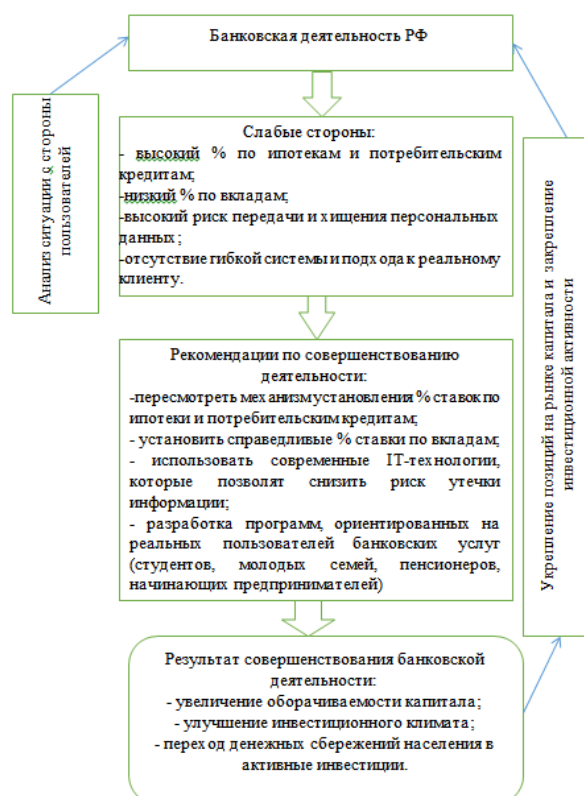 Банковская деятельность РФ
Анализ ситуации с стороны
пользователей
Слабые стороны:
- высокий % по ипотекам и потребительским
кредитам;
-низкий % по вкладам;
-высокий риск передачи и хищения персональных
данных;
-отсутствие гибкой системы и подхода к реальному
клиенту.
Рекомендации по совершенствованию
деятельности:
-пересмотреть механизм установления % ставок по
ипотеки и потребительским кредитам;
- установить справедливые % ставки по вкладам;
- использовать современные IT-технологии,
которые позволят снизить риск утечки
информации;
- разработка программ, ориентированных на
реальных пользователей банковских услуг
(студентов, молодых семей, пенсионеров,
начинающих предпринимателей)
Результат совершенствования банковской
деятельности:
- увеличение оборачиваемости капитала;
- улучшение инвестиционного климата;
- переход денежных сбережений населения в
активные инвестиции.
Укрепление позиций на рынке капитала и закрепление
инвестиционной активности